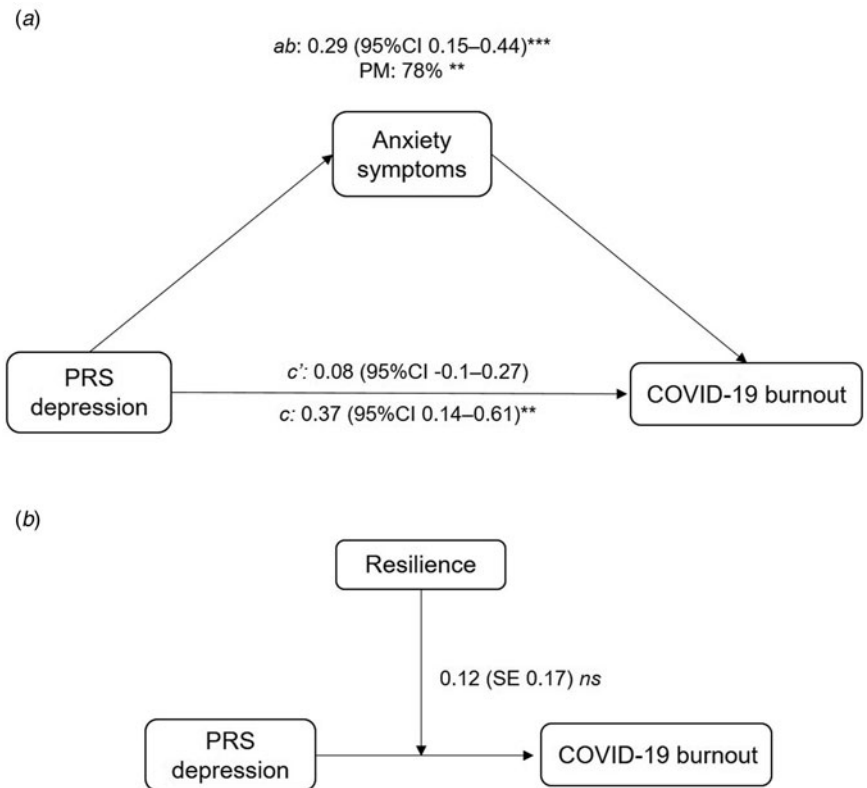 (a)
ab: 0.29 (95%CI 0.15–0.44)***
PM: 78% **
Anxiety
symptoms
PRS
depression
c’: 0.08 (95%CI -0.1–0.27)
c: 0.37 (95%CI 0.14–0.61)**
COVID-19 burnout
(b)
Resilience
0.12 (SE 0.17) ns
PRS
depression
COVID-19 burnout